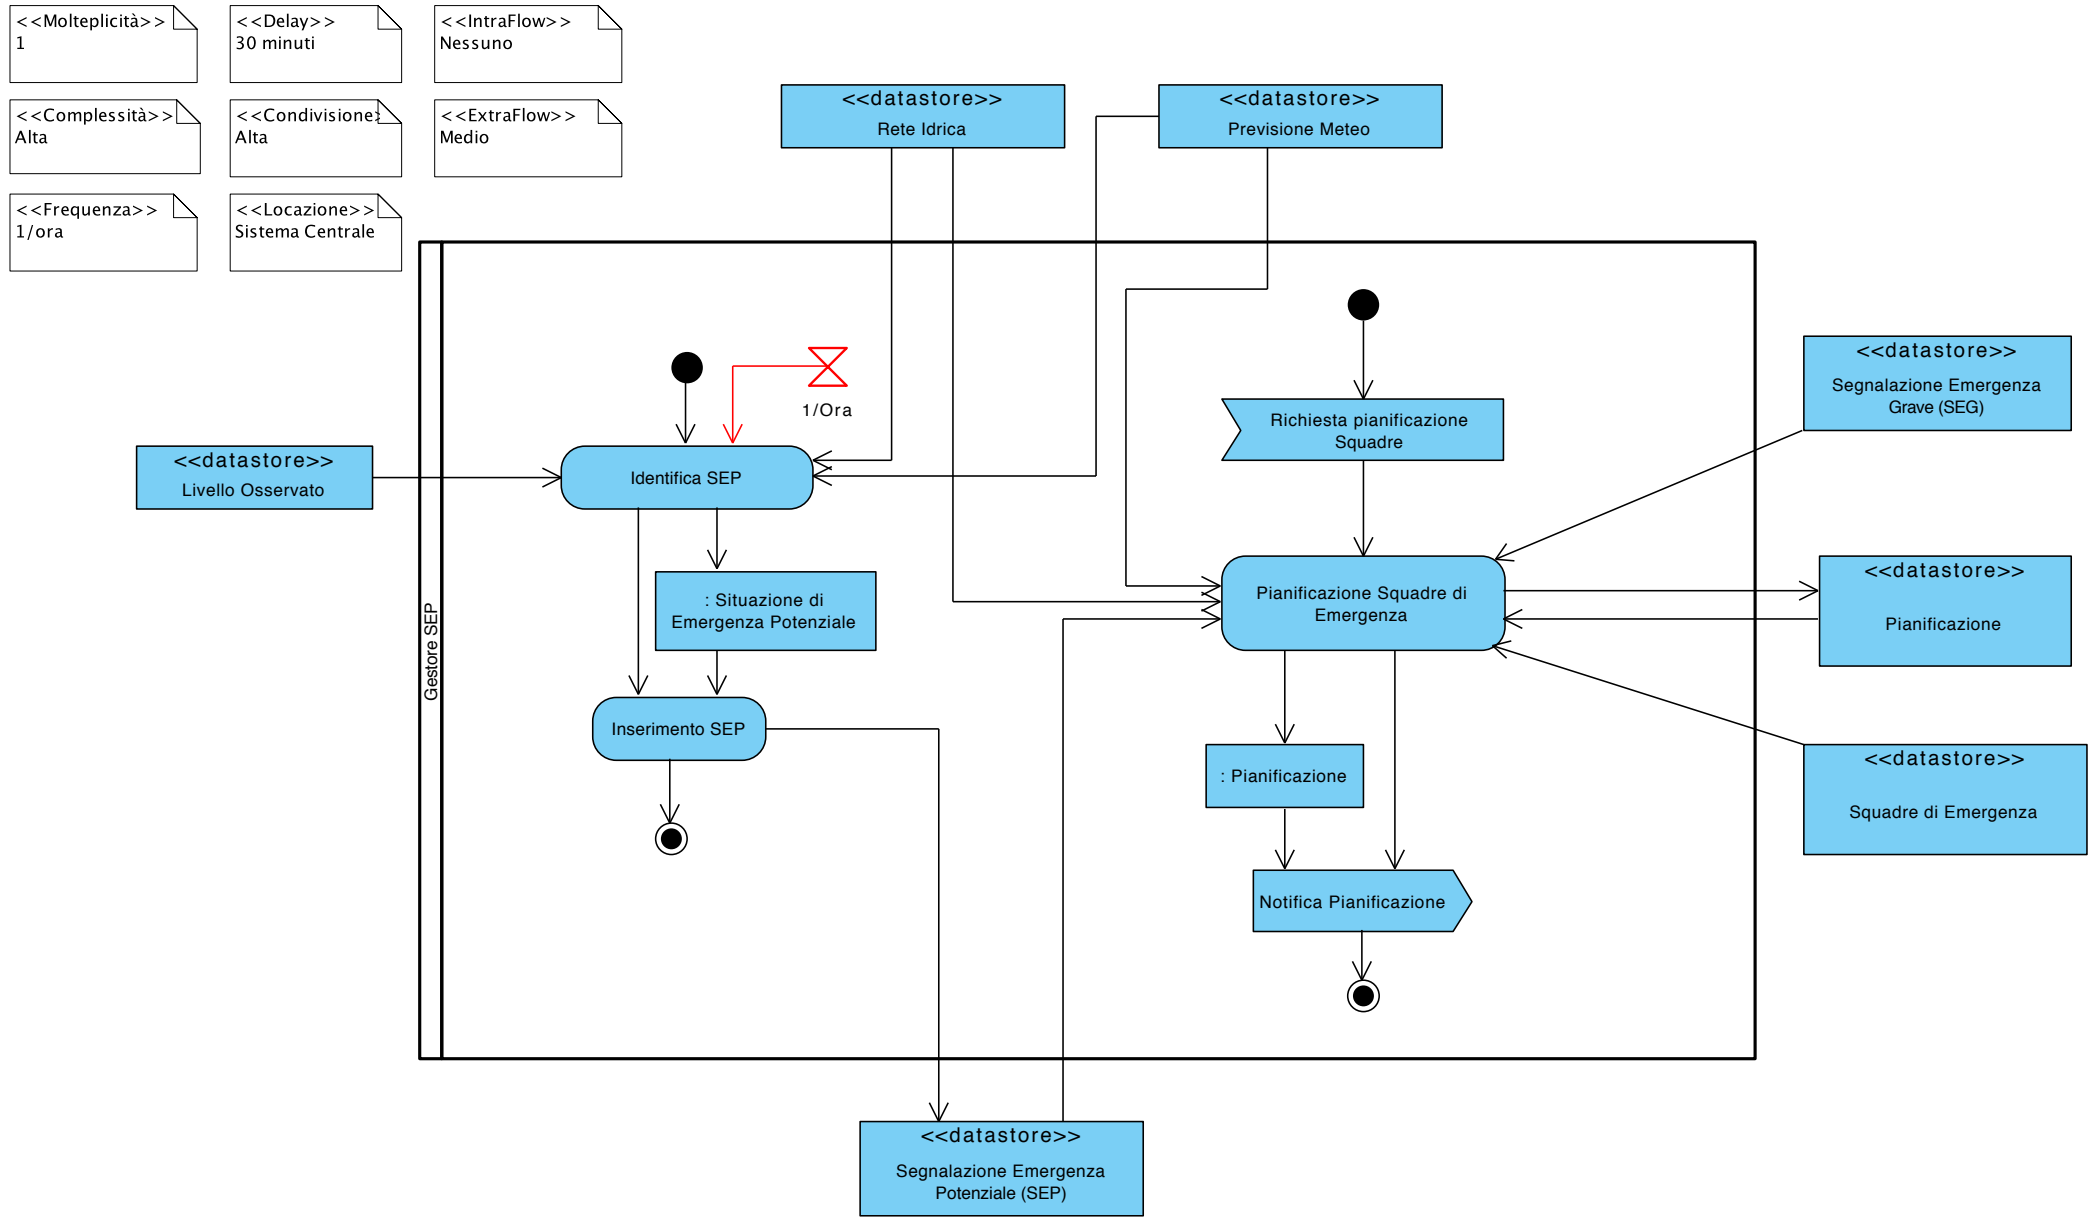 <<Molteplicità>>
1
<<Delay>>
30 minuti
<<IntraFlow>>
Nessuno
<<Complessità>>
Alta
<<Condivisione>
Alta
<<ExtraFlow>>
Medio
<<Frequenza>>
1/ora
<<Locazione>>
Sistema Centrale
<<datastore>>
Rete Idrica
<<datastore>>
Previsione Meteo
Gestore SEP
1/Ora
<<datastore>>
Livello Osservato
Identifica SEP
: Situazione di
Emergenza Potenziale
Inserimento SEP
Richiesta pianificazione
Squadre
Pianificazione Squadre di
Emergenza
: Pianificazione
Notifica Pianificazione
<<datastore>>
Segnalazione Emergenza
Grave (SEG)
<<datastore>>
Pianificazione
<<datastore>>
Squadre di Emergenza
<<datastore>>
Segnalazione Emergenza
Potenziale (SEP)